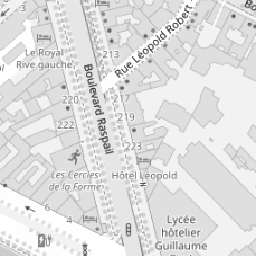 Le Royal
Rive gauche
213
Rue Léopold Robert
Boulevard Raspail
220
217
219
222
223
Les Cercles
de la Forme
Hôtel Léopold
Lycée
hôtelier
Guillaume